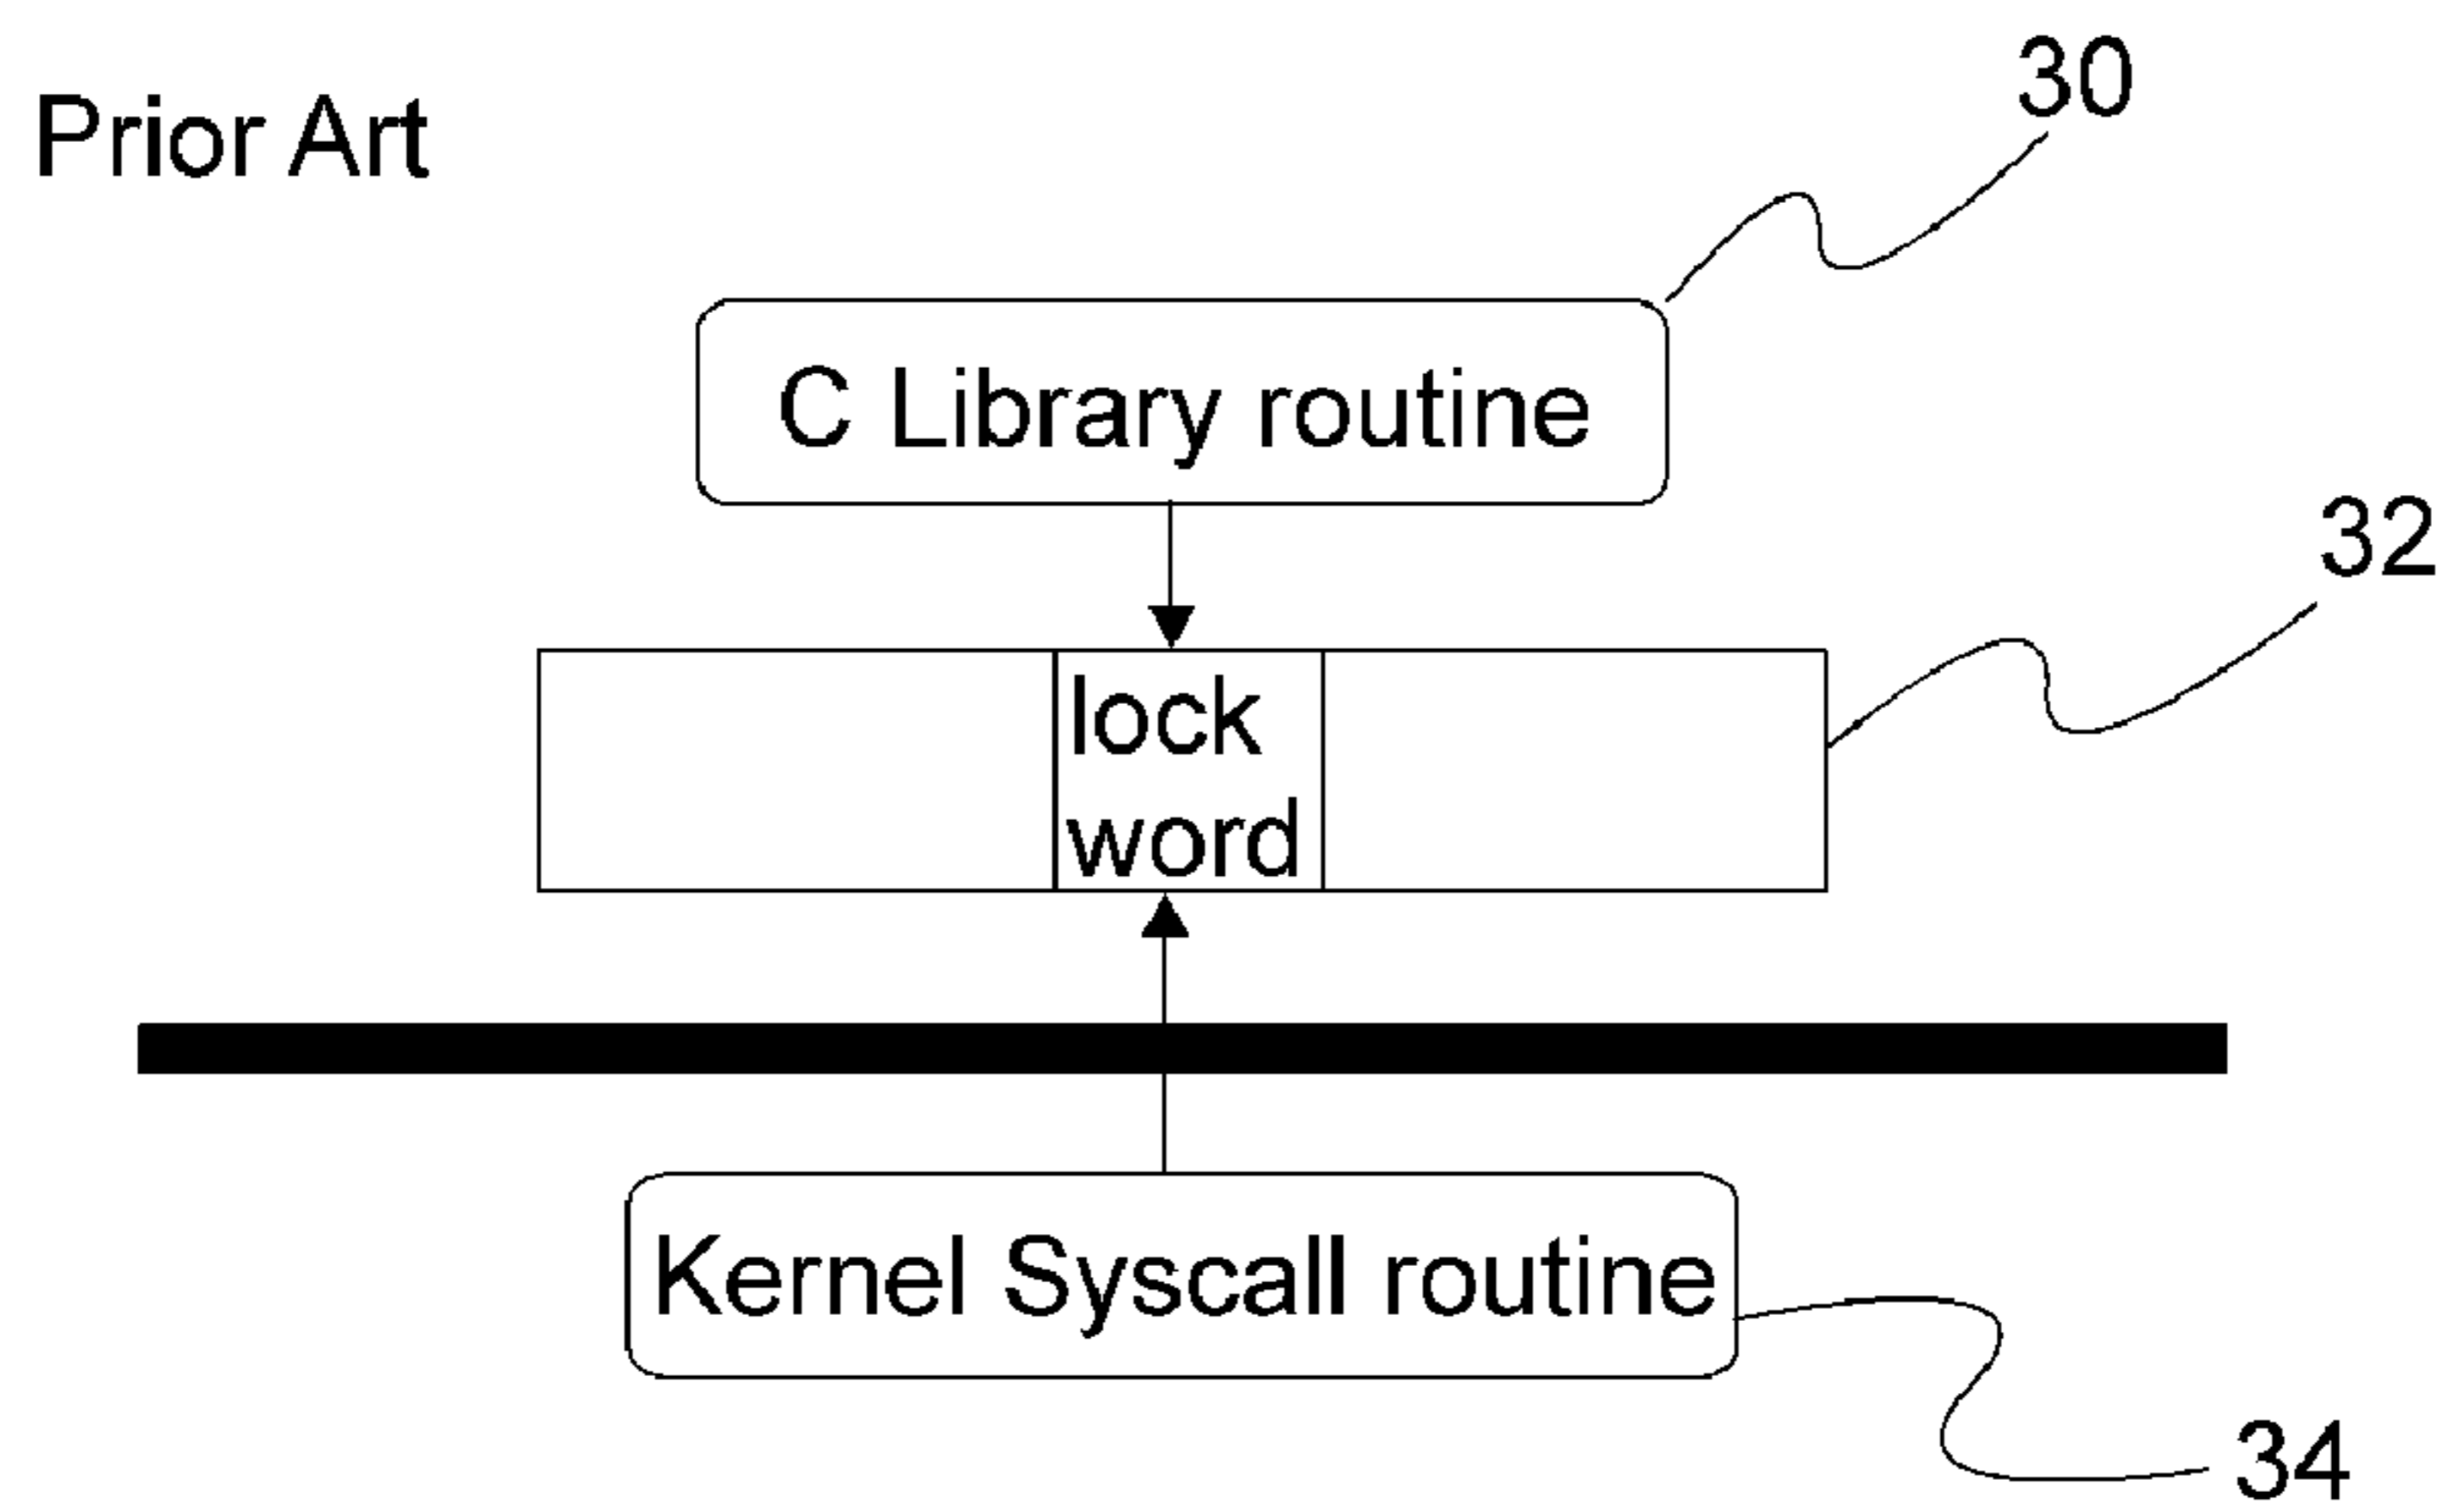 Prior Art
30
C Library routine
32
lock
word
Kernel Syscall routine
34